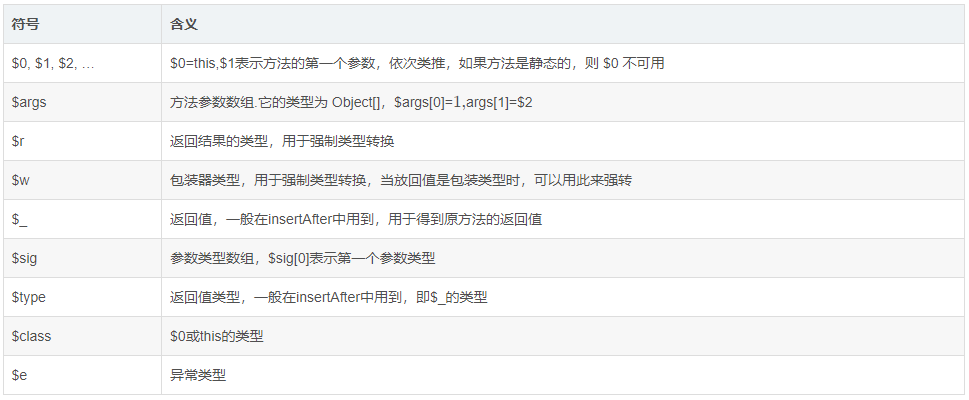 符号 含义
$0, $1, $2, … $0=this,$1表示方法的第一个参数，依次类推，如果方法是静态的，则 $0 不可用
$args 方法参数数组.它的类型为 Object[]，$args[0]=1,args[1]=$2
$r 返回结果的类型，用于强制类型转换
$w 包装器类型，用于强制类型转换，当放回值是包装类型时，可以用此来强转
$_ 返回值，一般在insertAfter中用到，用于得到原方法的返回值
$sig 参数类型数组，$sig[0]表示第一个参数类型
$type 返回值类型，一般在insertAfter中用到，即$_的类型
$class $0或this的类型
$e 异常类型